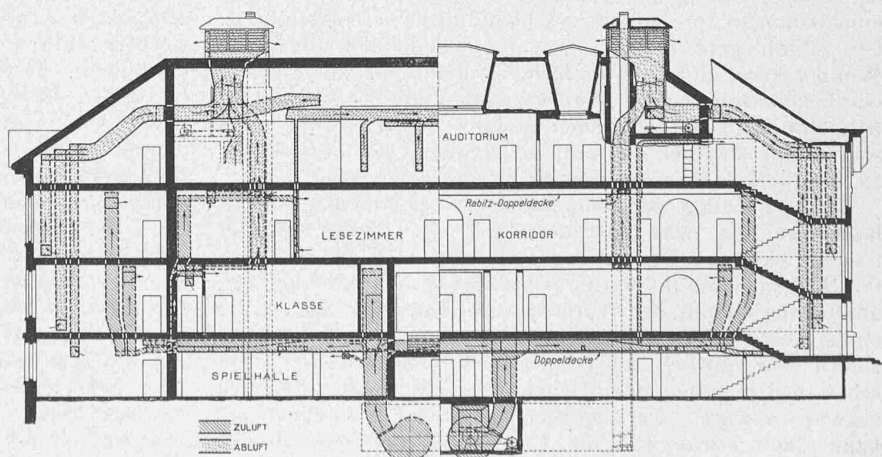 AUDITORIUM
Rabitz-Doppeldecke
LESEZIMMER
KORRIDOR
KLASSE
Doppeldecke
SPIELHALLE
ZULUFT
ABLUFT